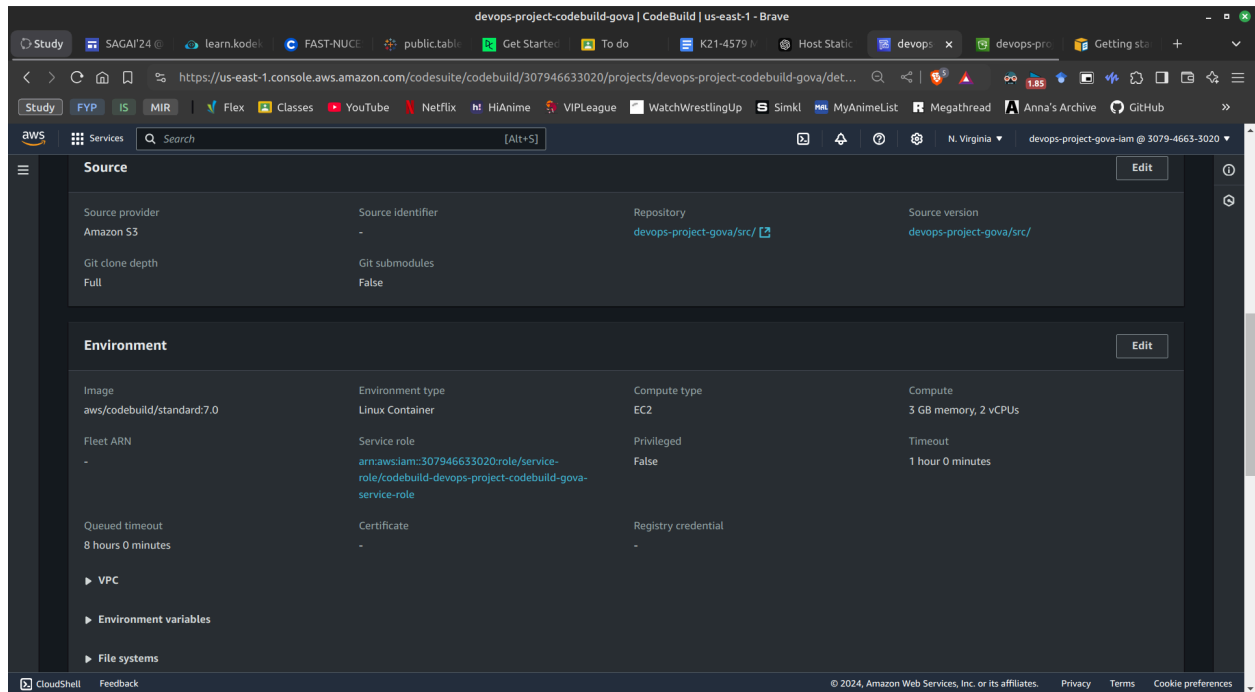 devops-project-codebuild-gova | CodeBuild | us-east-1 - Brave
Study SAGAI'24 @ learn.kodek FAST-NUCE public.table Get Started To do K21-4579 M Host Static devops devops-pro Getting sta
https://us-east-1.console.aws.amazon.com/codesuite/codebuild/307946633020/projects/devops-project-codebuild-gova/det... 5 1.85
Study FYP IS MIR Flex Classes YouTube Netflix h! HiAnime VIPLeague WatchWrestlingUp S Simkl MAL MyAnimeList Megathread Anna's Archive GitHub »
aws Services Search [Alt+S] N. Virginia ▼ devops-project-gova-iam @ 3079-4663-3020 ▼
Source Edit
Source provider Source identifier Repository Source version
Amazon S3 - devops-project-gova/src/ devops-project-gova/src/
Git clone depth Git submodules
Full False
Environment Edit
Image Environment type Compute type Compute
aws/codebuild/standard:7.0 Linux Container EC2 3 GB memory, 2 vCPUs
Fleet ARN Service role Privileged Timeout
- arn:aws:iam::307946633020:role/service- False 1 hour 0 minutes
role/codebuild-devops-project-codebuild-gova-
service-role
Queued timeout Certificate Registry credential
8 hours 0 minutes - -
▶ VPC
▶ Environment variables
▶ File systems
CloudShell Feedback © 2024, Amazon Web Services, Inc. or its affiliates. Privacy Terms Cookie preferences